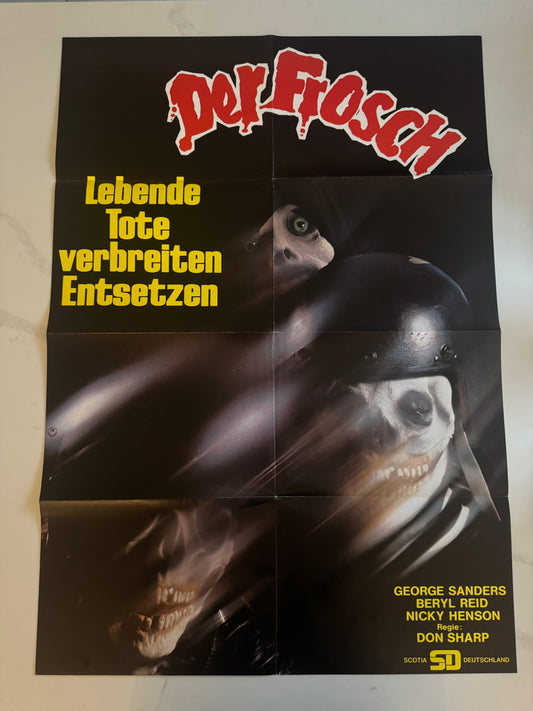 Der Frosch
Lebende
Tote
verbreiten
Entsetzen
GEORGE SANDERS
BERYL REID
NICKY HENSON
Regie:
DON SHARP
SCOTIA SD DEUTSCHLAND